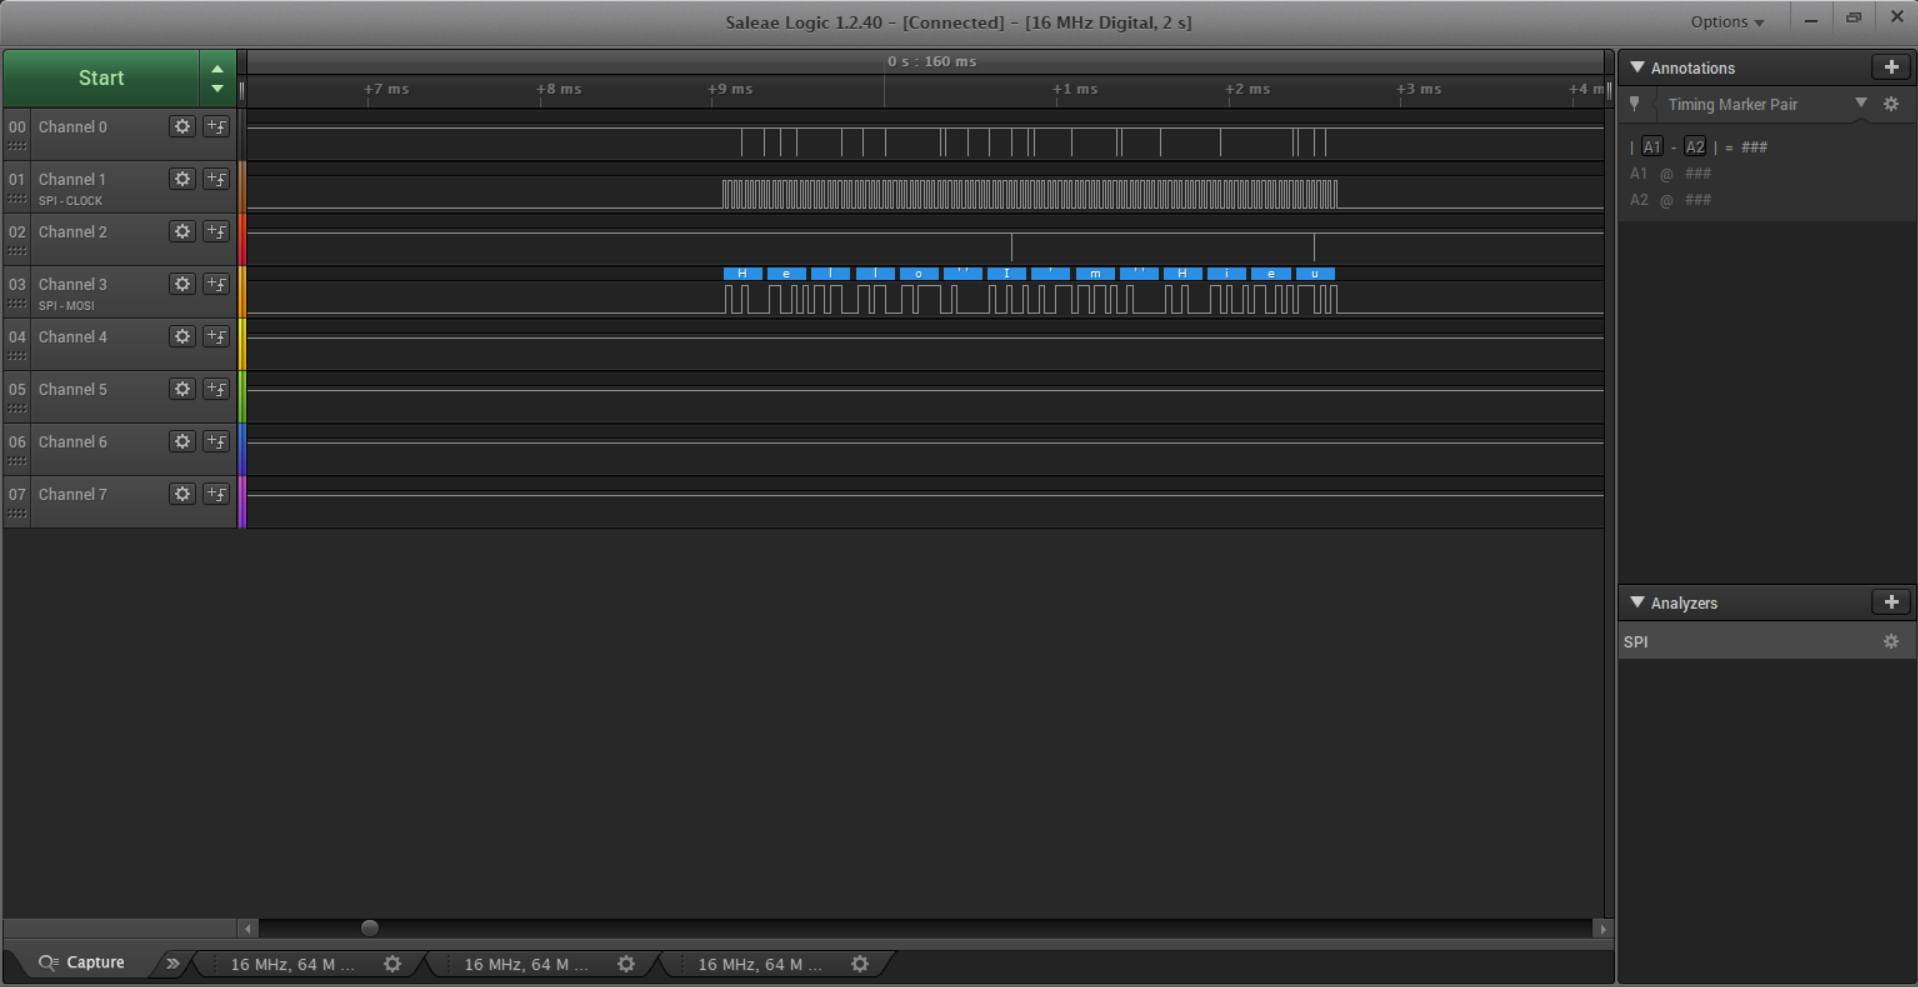 Saleae Logic 1.2.40 - [Connected] - [16 MHz Digital, 2 s]
Options
Start
0 s : 160 ms
+7 ms +8 ms +9 ms +1 ms +2 ms +3 ms +4 m
00 Channel 0
01 Channel 1
SPI - CLOCK
02 Channel 2
H e l l o ' ' I ' m ' ' H i e u
03 Channel 3
SPI - MOSI
04 Channel 4
05 Channel 5
06 Channel 6
07 Channel 7
Capture
16 MHz, 64 M ...
16 MHz, 64 M ...
16 MHz, 64 M ...
Annotations
Timing Marker Pair
| A1 - A2 | = ###
A1 @ ###
A2 @ ###
Analyzers
SPI